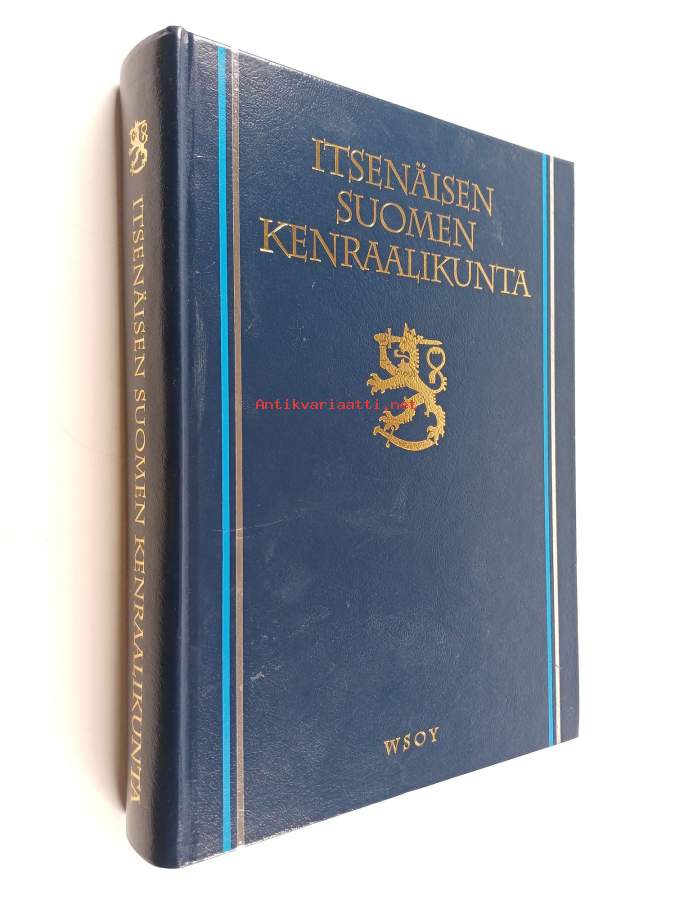 ITSENÄISEN
SUOMEN
KENRAALIKUNTA
Antikvariaatti.net
WSOY
ITSENÄISEN SUOMEN KENRAALIKUNTA